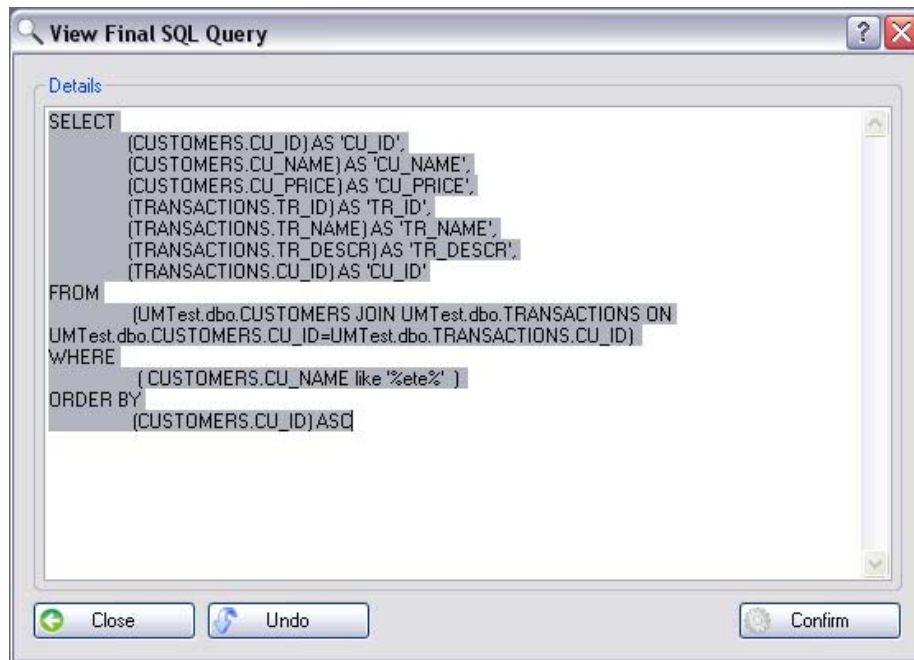 View Final SQL Query
Details
SELECT
(CUSTOMERS.CU_ID) AS 'CU_ID',
(CUSTOMERS.CU_NAME) AS 'CU_NAME',
(CUSTOMERS.CU_PRICE) AS 'CU_PRICE',
(TRANSACTIONS.TR_ID) AS 'TR_ID',
(TRANSACTIONS.TR_NAME) AS 'TR_NAME',
(TRANSACTIONS.TR_DESCR) AS 'TR_DESCR',
(TRANSACTIONS.CU_ID) AS 'CU_ID'
FROM
(UMTest.dbo.CUSTOMERS JOIN UMTest.dbo.TRANSACTIONS ON
UMTest.dbo.CUSTOMERS.CU_ID=UMTest.dbo.TRANSACTIONS.CU_ID)
WHERE
( CUSTOMERS.CU_NAME like '%ete%' )
ORDER BY
(CUSTOMERS.CU_ID) ASC
Close Undo Confirm